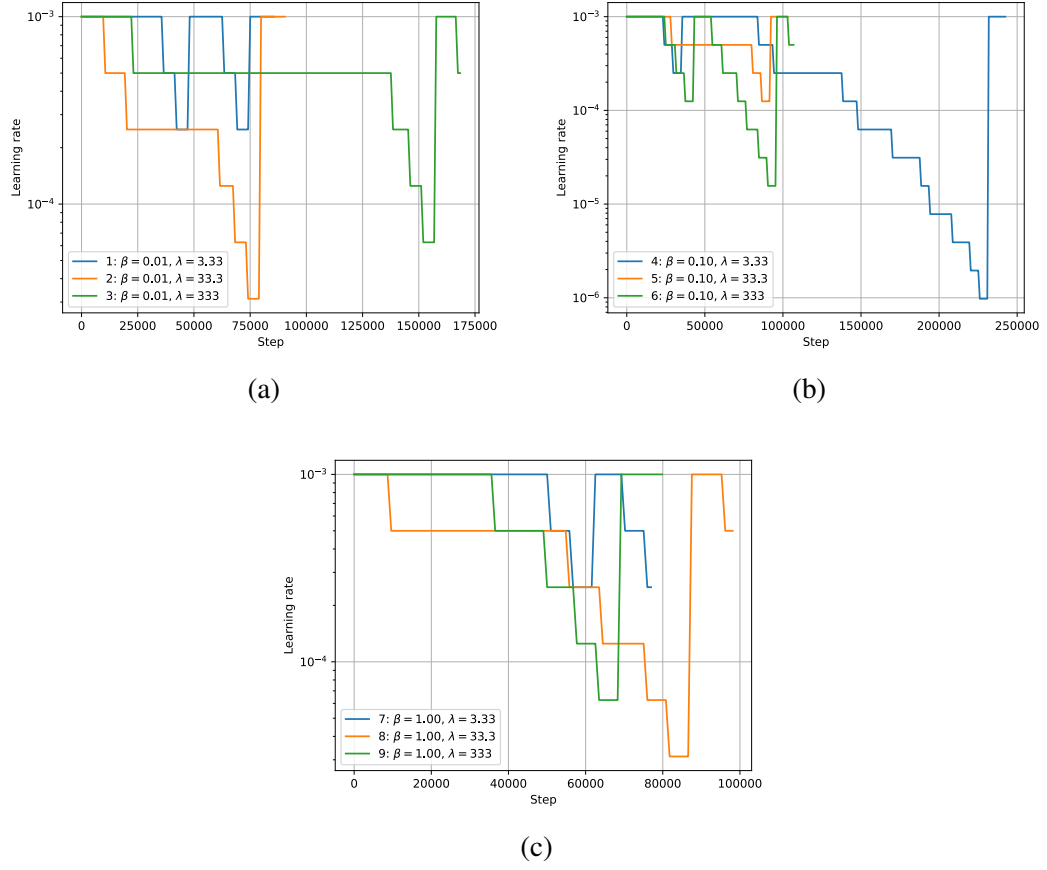 10⁻³
10⁻⁴
Learning rate
1: β = 0.01, λ = 3.33
2: β = 0.01, λ = 33.3
3: β = 0.01, λ = 333
0 25000 50000 75000 100000 125000 150000 175000
Step
(a)
10⁻³
10⁻⁴
10⁻⁵
10⁻⁶
Learning rate
4: β = 0.10, λ = 3.33
5: β = 0.10, λ = 33.3
6: β = 0.10, λ = 333
0 50000 100000 150000 200000 250000
Step
(b)
10⁻³
10⁻⁴
Learning rate
7: β = 1.00, λ = 3.33
8: β = 1.00, λ = 33.3
9: β = 1.00, λ = 333
0 20000 40000 60000 80000 100000
Step
(c)